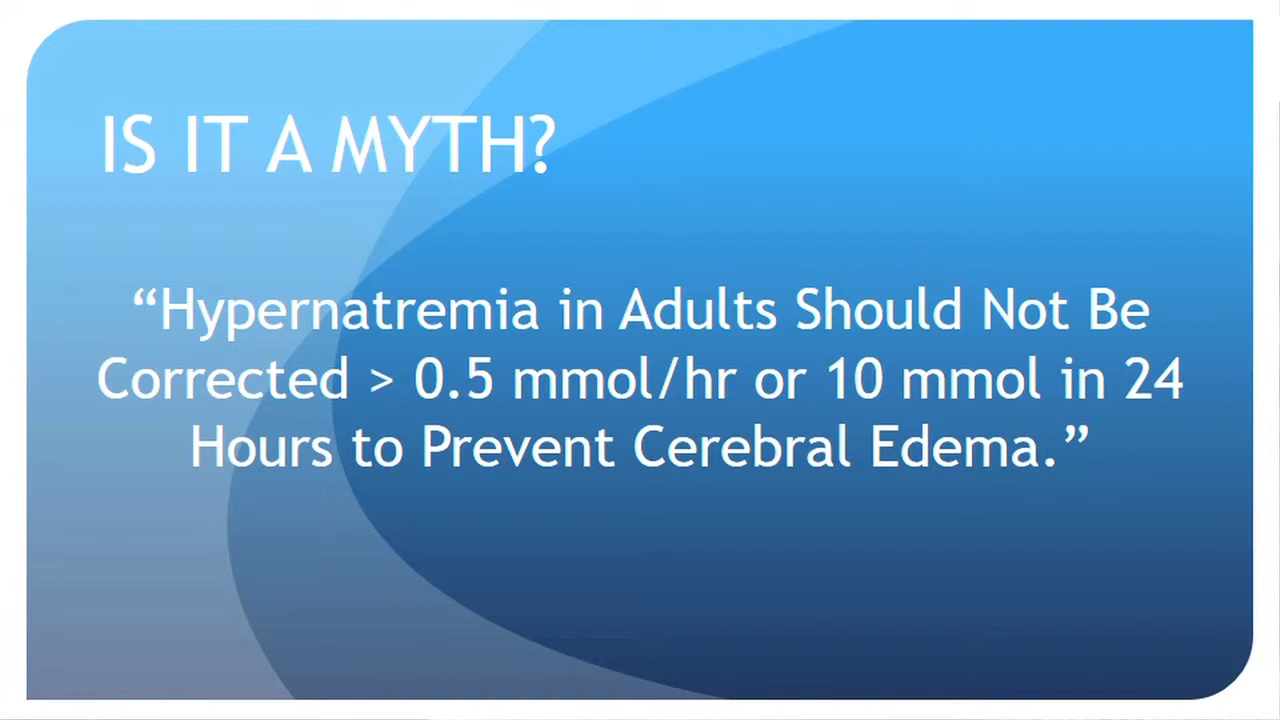 IS IT A MYTH?
“Hypernatremia in Adults Should Not Be
Corrected > 0.5 mmol/hr or 10 mmol in 24
Hours to Prevent Cerebral Edema.”